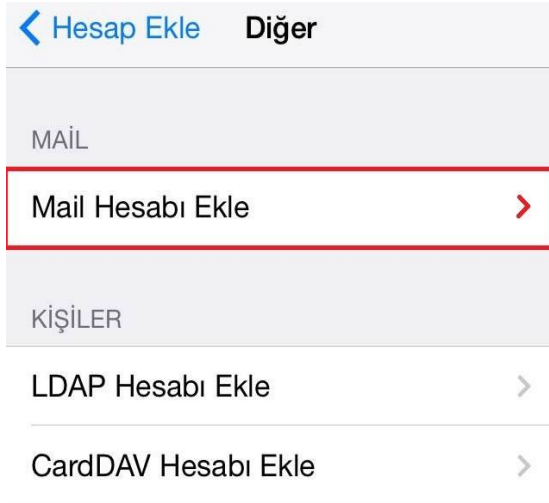 Hesap Ekle Diğer
MAİL
Mail Hesabı Ekle
KİŞİLER
LDAP Hesabı Ekle
CardDAV Hesabı Ekle